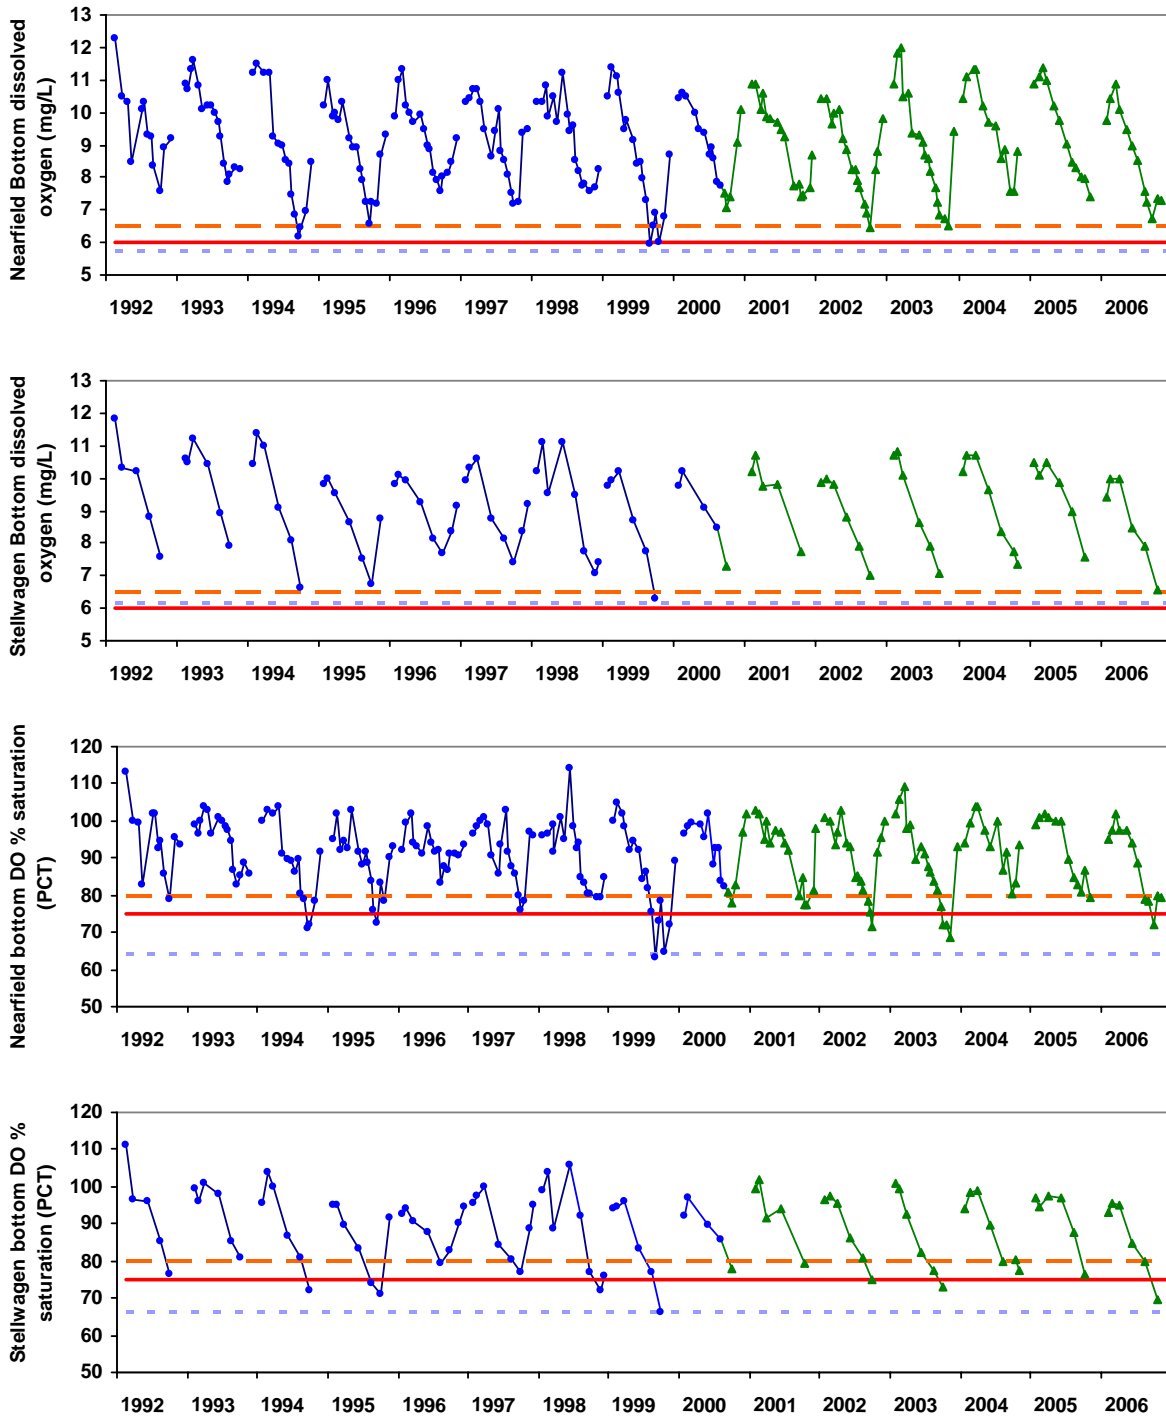 Nearfield Bottom dissolved
oxygen (mg/L)
13
12
11
10
9
8
7
6
5
1992 1993 1994 1995 1996 1997 1998 1999 2000 2001 2002 2003 2004 2005 2006
Stellwagen Bottom dissolved
oxygen (mg/L)
13
12
11
10
9
8
7
6
5
1992 1993 1994 1995 1996 1997 1998 1999 2000 2001 2002 2003 2004 2005 2006
Nearfield bottom DO % saturation
(PCT)
120
110
100
90
80
70
60
50
1992 1993 1994 1995 1996 1997 1998 1999 2000 2001 2002 2003 2004 2005 2006
Stellwagen bottom DO %
saturation (PCT)
120
110
100
90
80
70
60
50
1992 1993 1994 1995 1996 1997 1998 1999 2000 2001 2002 2003 2004 2005 2006